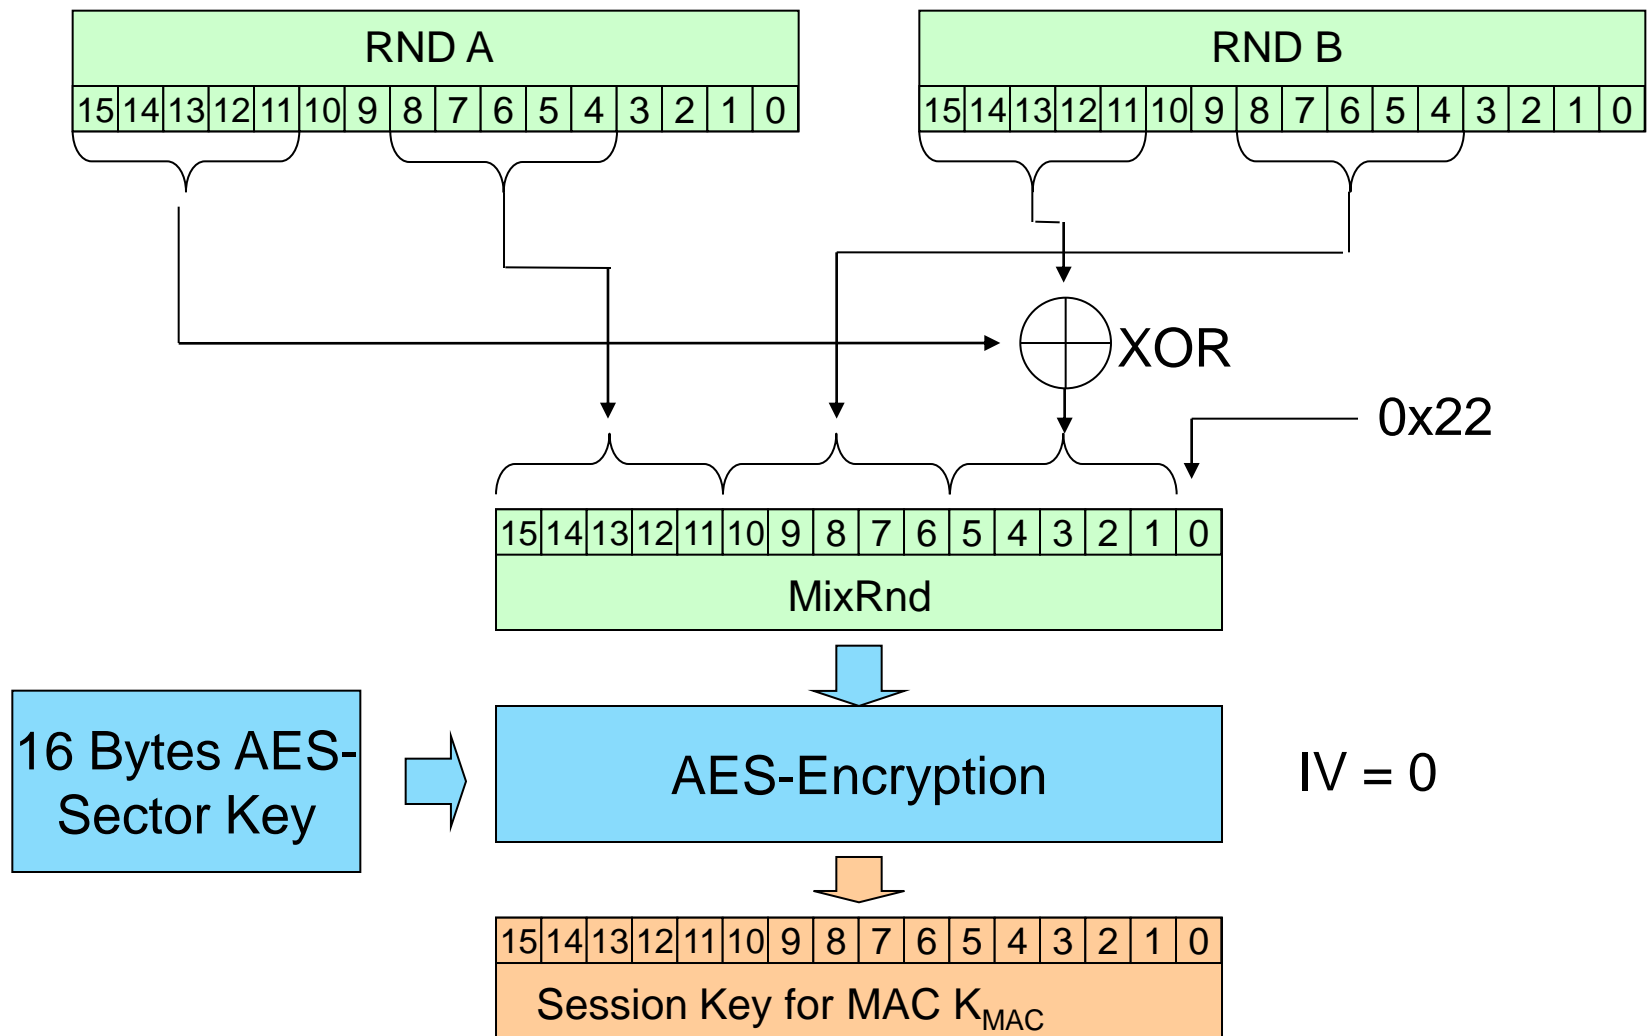 RND A
RND B
15 14 13 12 11 10 9 8 7 6 5 4 3 2 1 0
15 14 13 12 11 10 9 8 7 6 5 4 3 2 1 0
XOR
0x22
15 14 13 12 11 10 9 8 7 6 5 4 3 2 1 0
MixRnd
16 Bytes AES-
Sector Key
AES-Encryption
IV = 0
15 14 13 12 11 10 9 8 7 6 5 4 3 2 1 0
Session Key for MAC KMAC